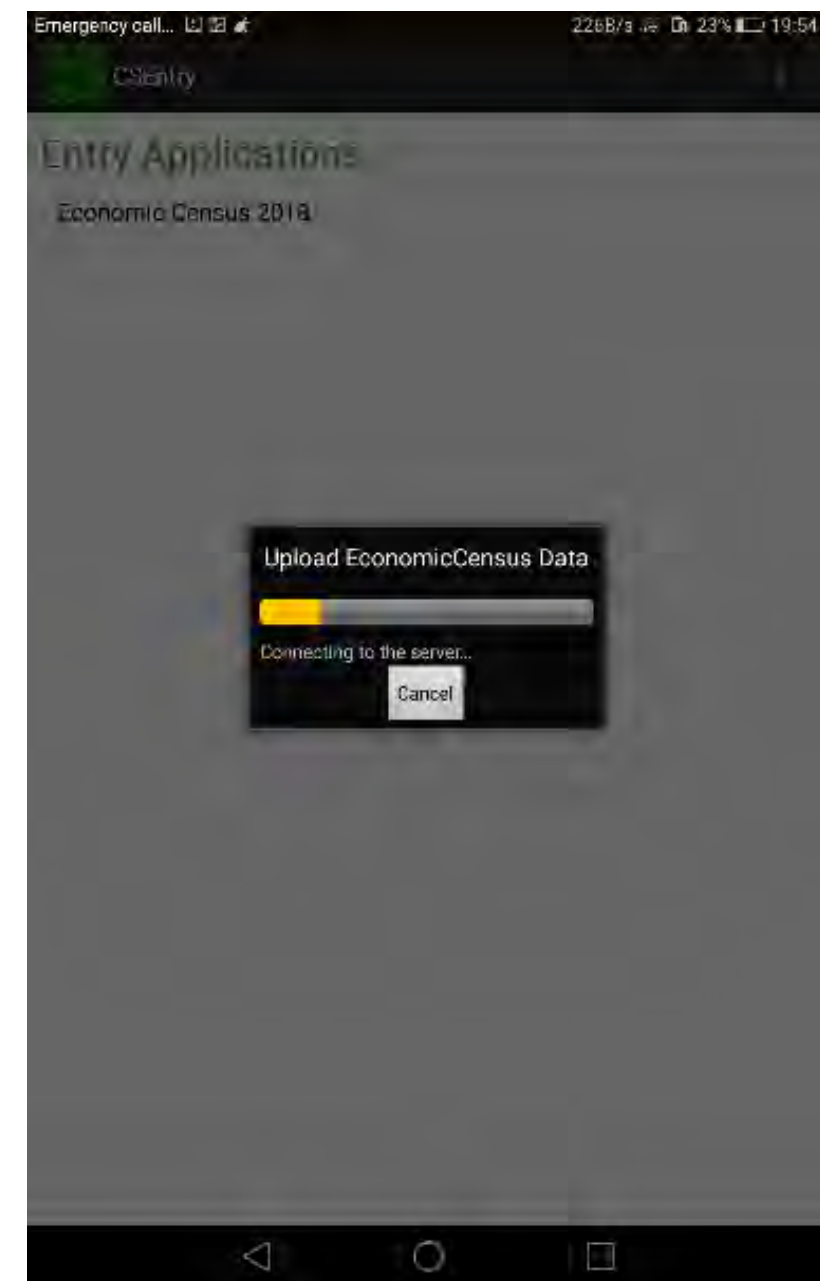 Emergency call... 226B/s 23% 19:54
CSEntry
Entry Applications
Economic Census 2018
Upload EconomicCensus Data
Connecting to the server...
Cancel